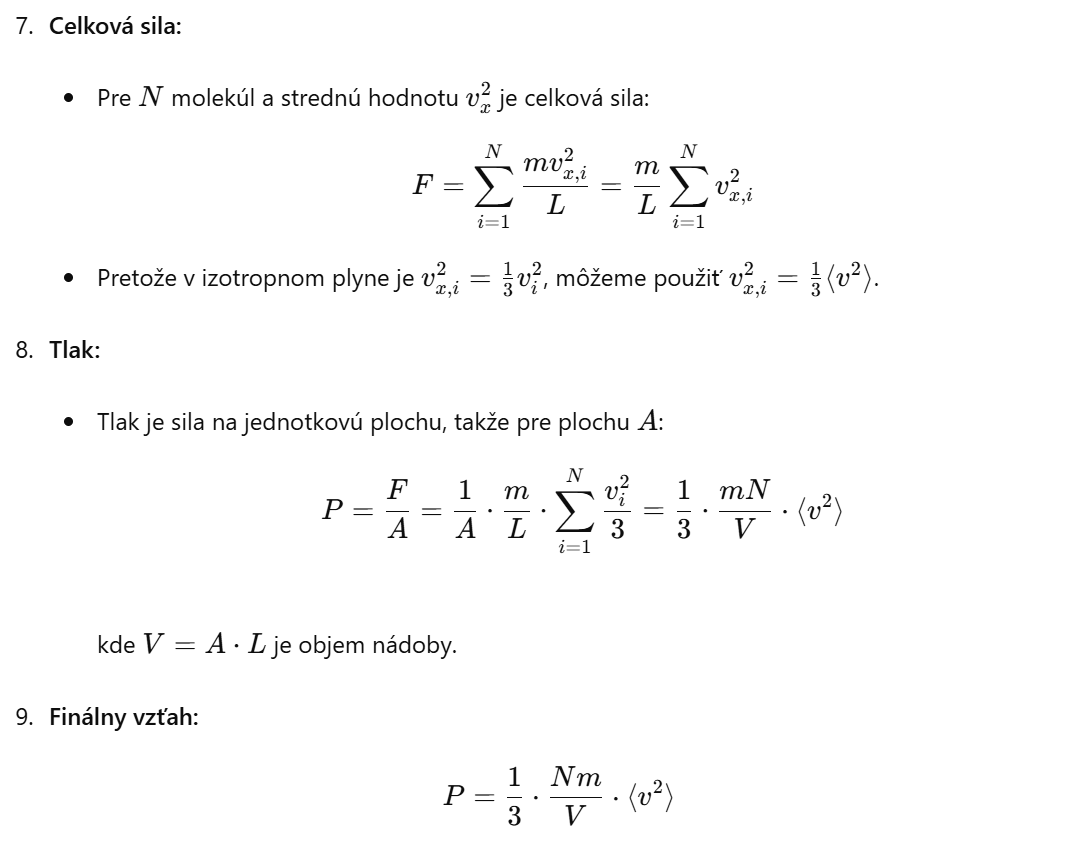 7. Celková sila:
• Pre N molekúl a strednú hodnotu $v_x^2$ je celková sila:
$F = \sum_{i=1}^{N} \frac{mv_{x,i}^2}{L} = \frac{m}{L} \sum_{i=1}^{N} v_{x,i}^2$
• Pretože v izotropnom plyne je $v_{x,i}^2 = \frac{1}{3} v_i^2$, môžeme použiť $v_{x,i}^2 = \frac{1}{3} \langle v^2 \rangle$.
8. Tlak:
• Tlak je sila na jednotkovú plochu, takže pre plochu A:
$P = \frac{F}{A} = \frac{1}{A} \cdot \frac{m}{L} \cdot \sum_{i=1}^{N} \frac{v_i^2}{3} = \frac{1}{3} \cdot \frac{mN}{V} \cdot \langle v^2 \rangle$
kde $V = A \cdot L$ je objem nádoby.
9. Finálny vzťah:
$P = \frac{1}{3} \cdot \frac{Nm}{V} \cdot \langle v^2 \rangle$